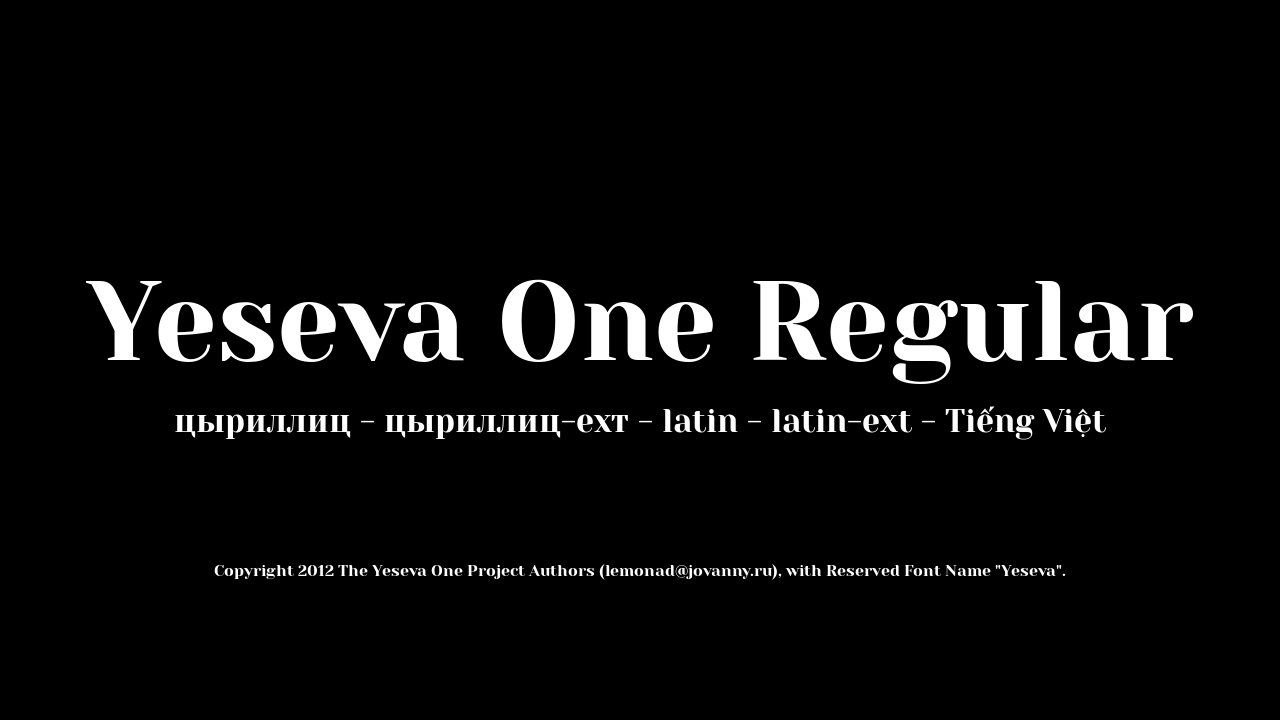 Yeseva One Regular
цыриллиц - цыриллиц-ехт - latin - latin-ext - Tiếng Việt
Copyright 2012 The Yeseva One Project Authors (lemonad@jovanny.ru), with Reserved Font Name "Yeseva".